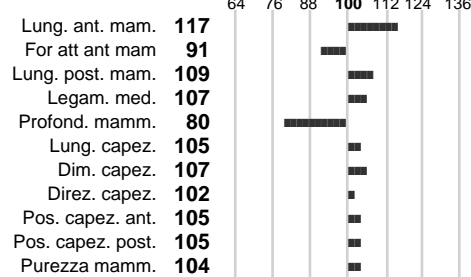 64 76 88 100 112 124 136
Lung. ant. mam. 117
For att ant mam 91
Lung. post. mam. 109
Legam. med. 107
Profond. mamm. 80
Lung. capez. 105
Dim. capez. 107
Direz. capez. 102
Pos. capez. ant. 105
Pos. capez. post. 105
Purezza mamm. 104